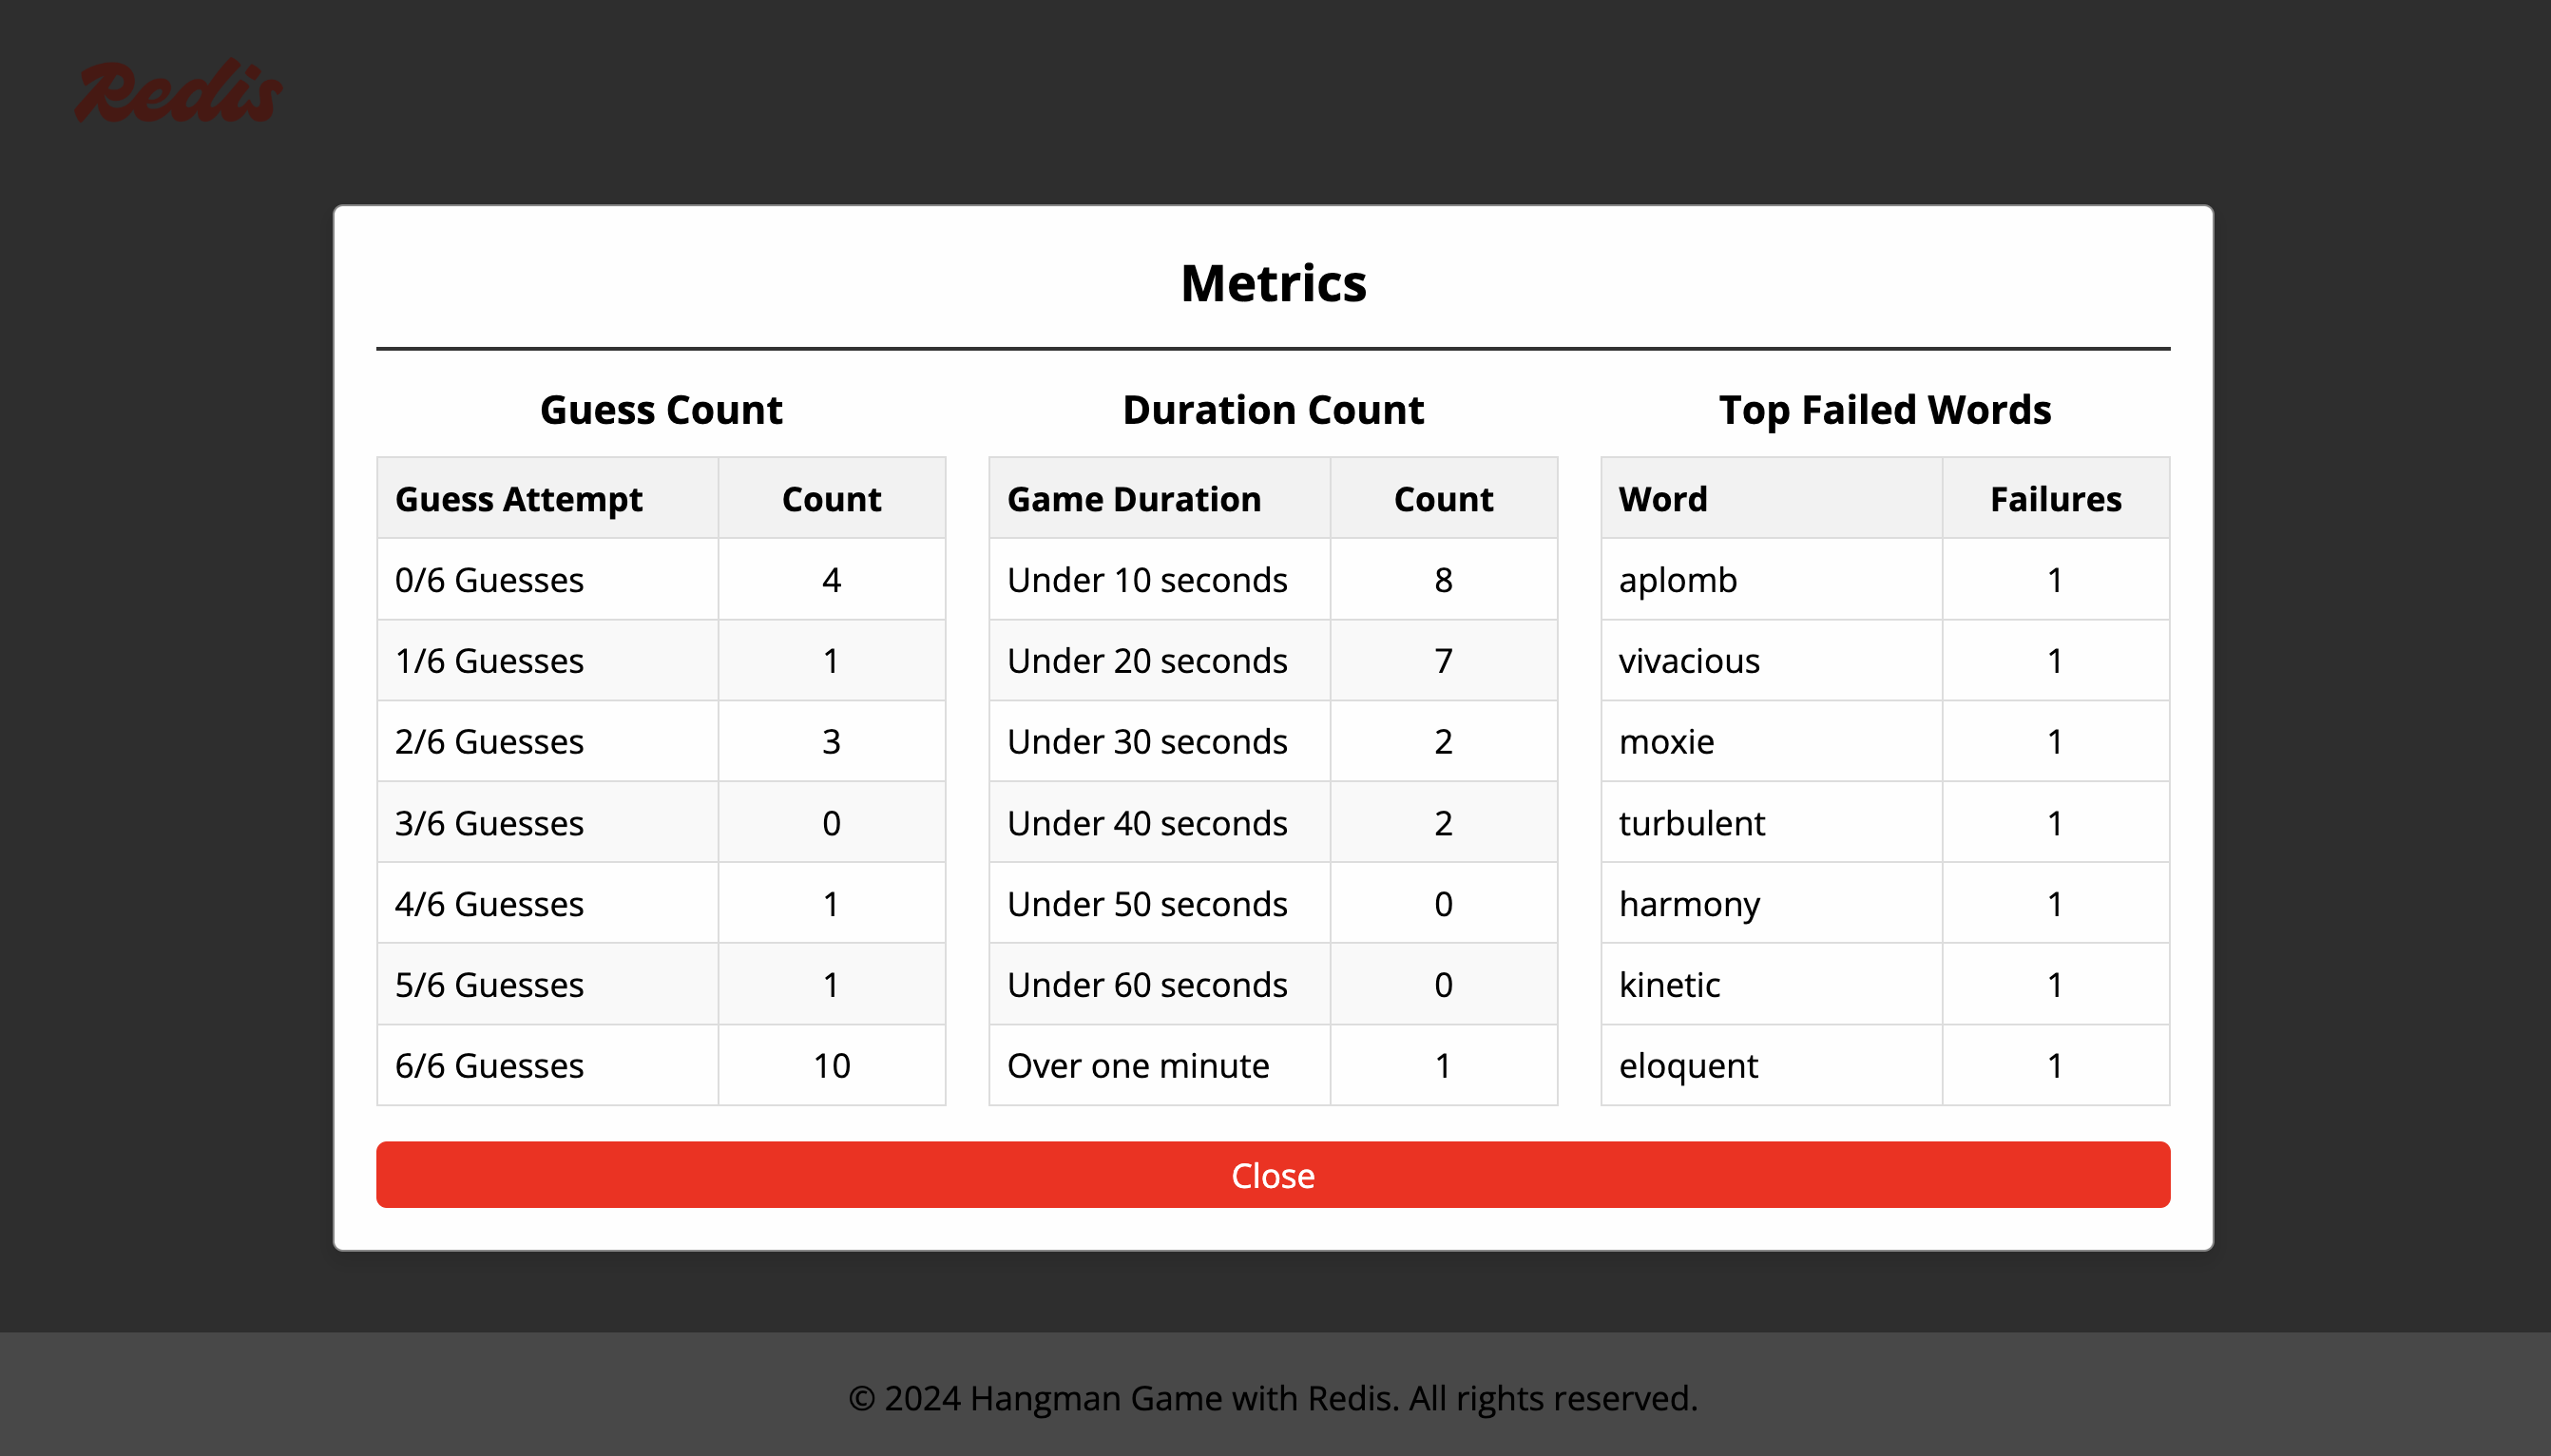 Redis
Metrics
Guess Count
Guess Attempt Count
0/6 Guesses 4
1/6 Guesses 1
2/6 Guesses 3
3/6 Guesses 0
4/6 Guesses 1
5/6 Guesses 1
6/6 Guesses 10
Duration Count
Game Duration Count
Under 10 seconds 8
Under 20 seconds 7
Under 30 seconds 2
Under 40 seconds 2
Under 50 seconds 0
Under 60 seconds 0
Over one minute 1
Top Failed Words
Word Failures
aplomb 1
vivacious 1
moxie 1
turbulent 1
harmony 1
kinetic 1
eloquent 1
Close
© 2024 Hangman Game with Redis. All rights reserved.